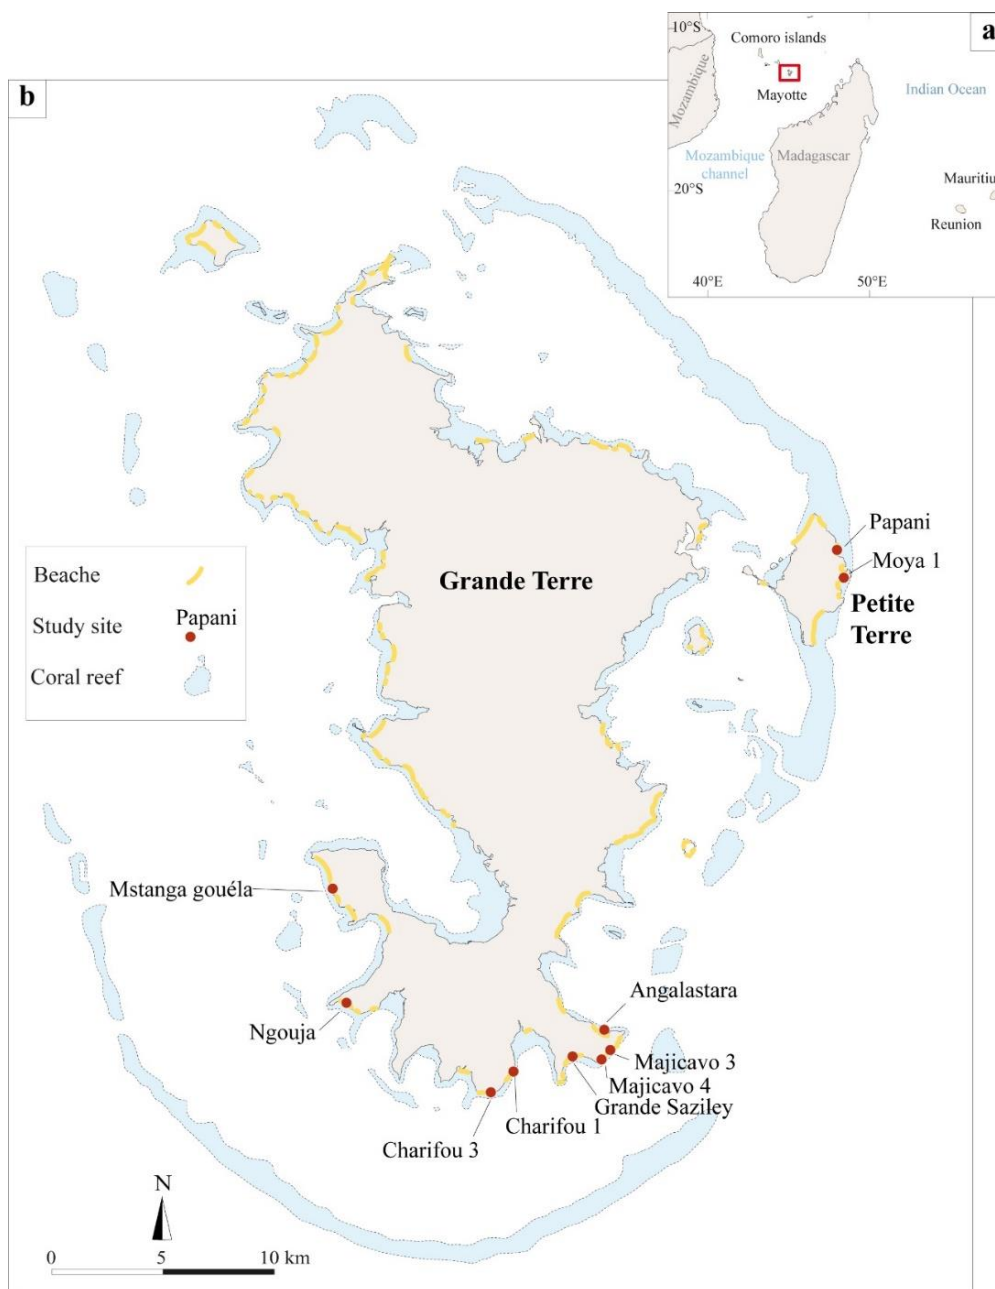 a
10°S
Comoro islands
Mozambique
Mayotte
Indian Ocean
Mozambique
channel
Madagascar
20°S
Mauritiu
Reunion
40°E
50°E
b
Papani
Moya 1
Petite
Terre
Grande Terre
Beache
Study site
Papani
Coral reef
Mstanga gouéla
Ngouja
Angalastara
Majicavo 3
Majicavo 4
Grande Saziley
Charifou 1
Charifou 3
N
0 5 10 km